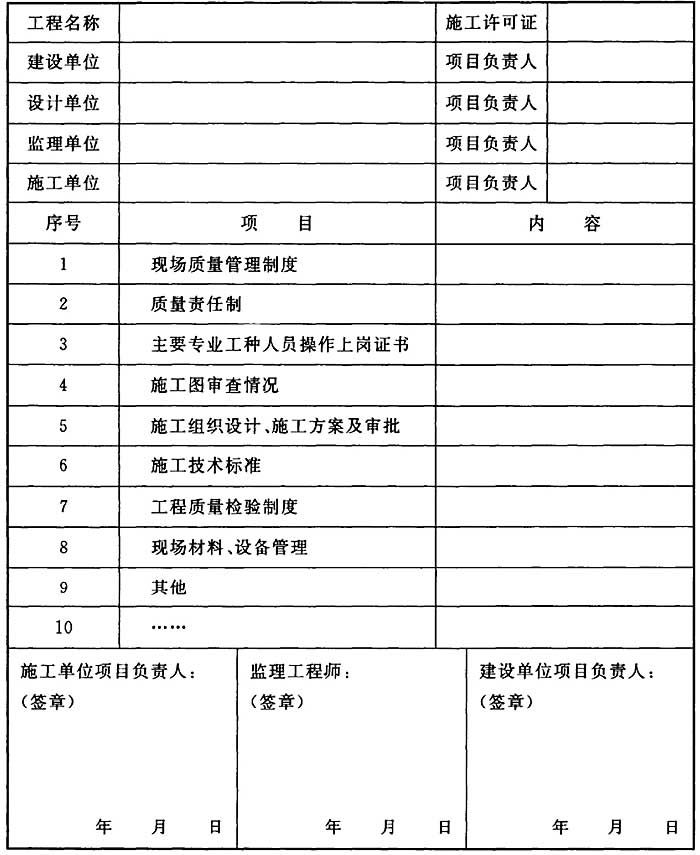 工程名称 施工许可证
建设单位 项目负责人
设计单位 项目负责人
监理单位 项目负责人
施工单位 项目负责人
序号 项 目 内 容
1 现场质量管理制度
2 质量责任制
3 主要专业工种人员操作上岗证书
4 施工图审查情况
5 施工组织设计、施工方案及审批
6 施工技术标准
7 工程质量检验制度
8 现场材料、设备管理
9 其他
10 ……
施工单位项目负责人： 监理工程师： 建设单位项目负责人：
（签章） （签章） （签章）
年 月 日 年 月 日 年 月 日